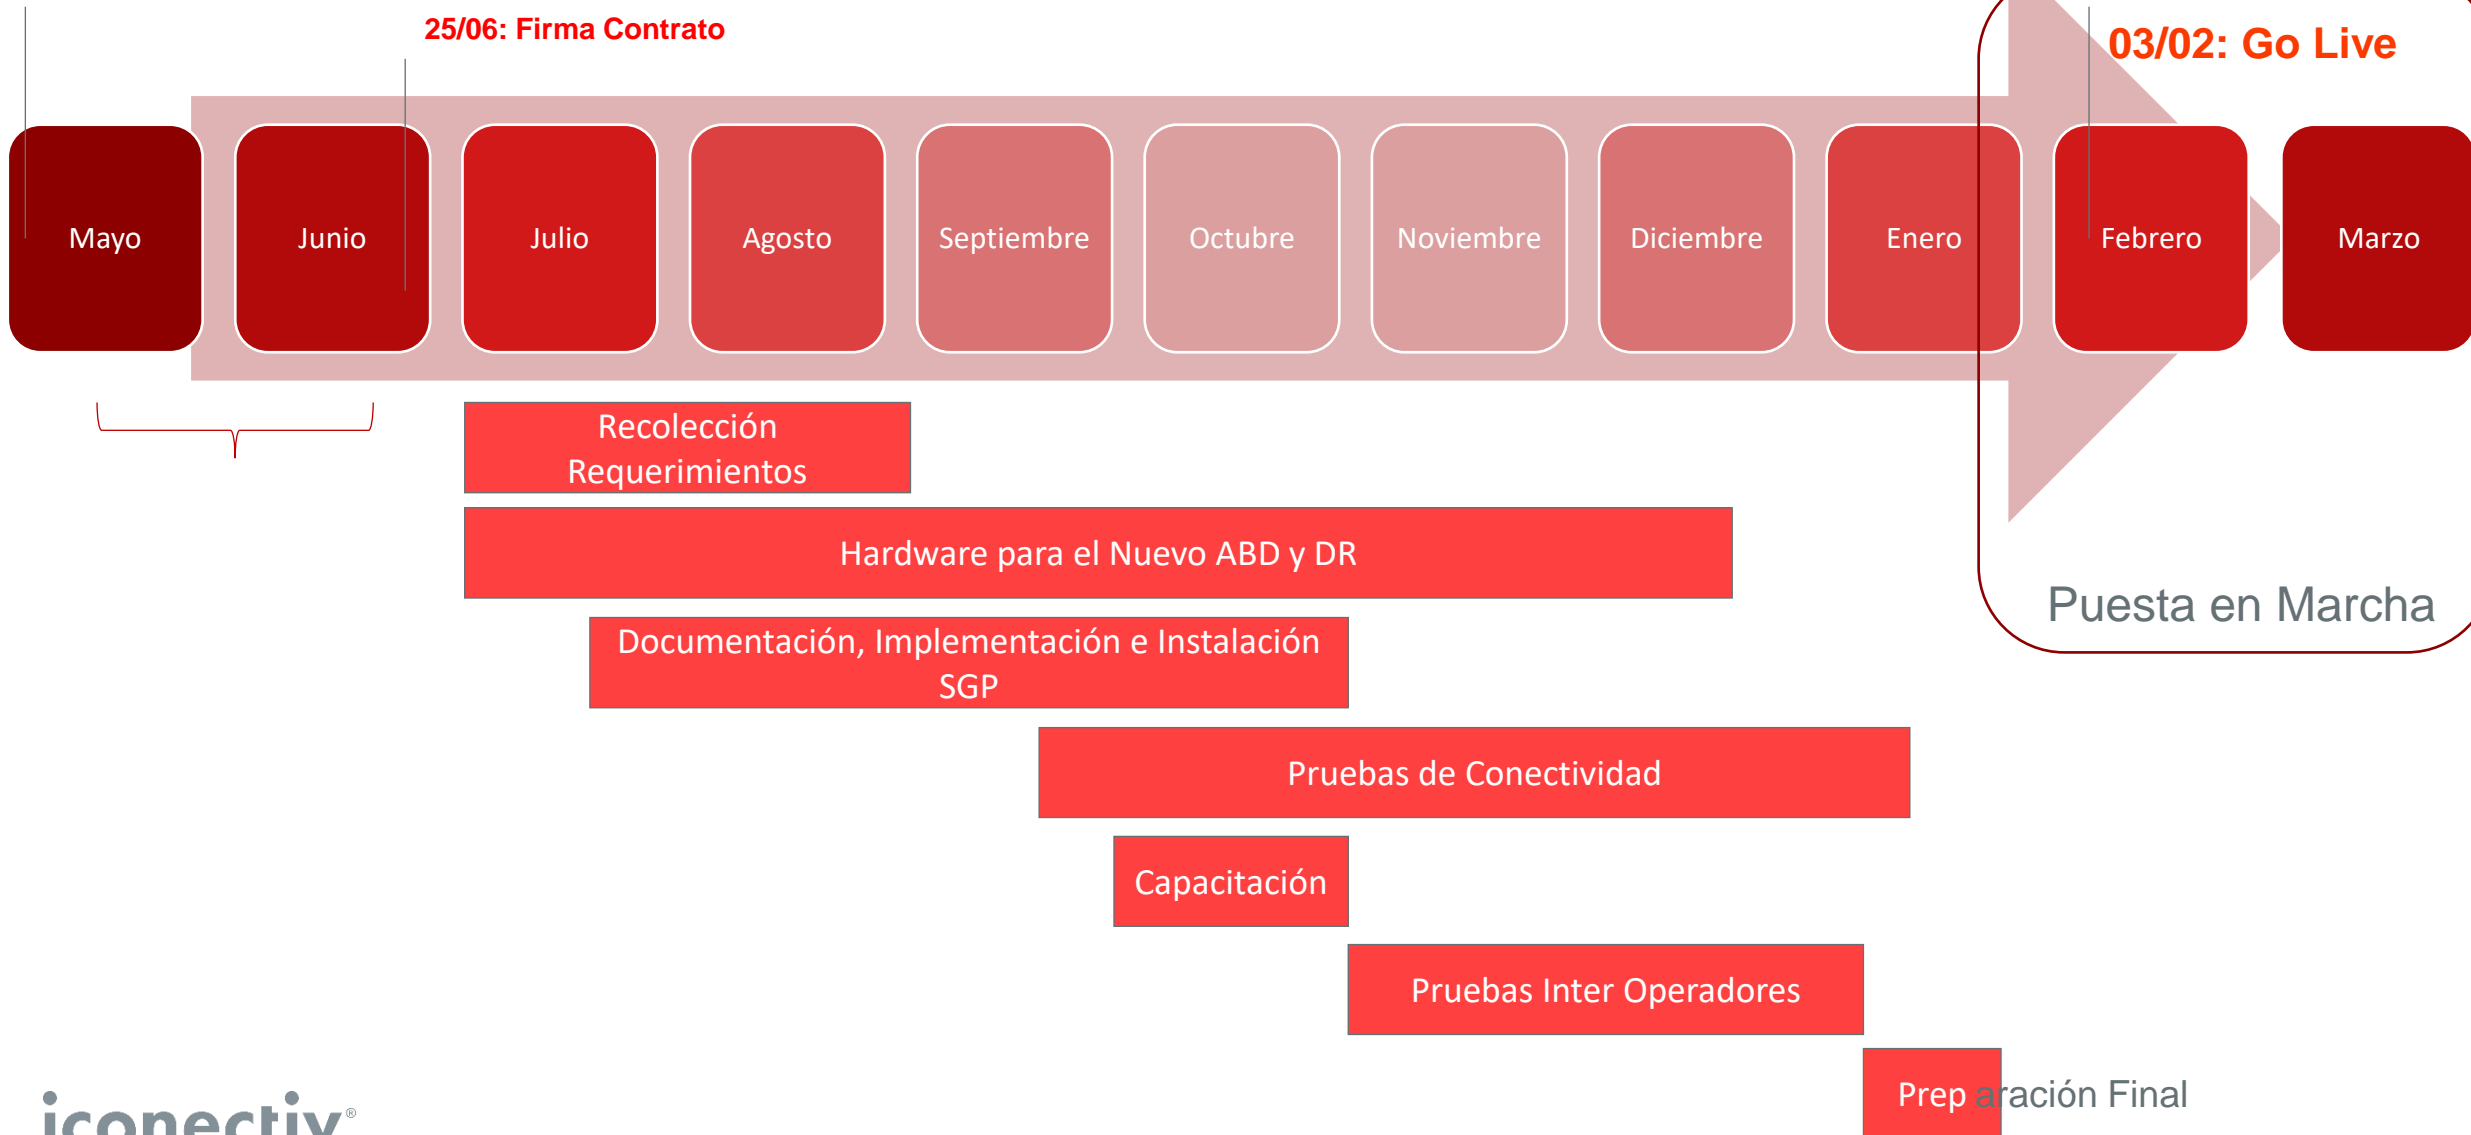 25/06: Firma Contrato
03/02: Go Live
Mayo
Junio
Julio
Agosto
Septiembre
Octubre
Noviembre
Diciembre
Enero
Febrero
Marzo
Recolección
Requerimientos
Hardware para el Nuevo ABD y DR
Puesta en Marcha
Documentación, Implementación e Instalación
SGP
Pruebas de Conectividad
Capacitación
Pruebas Inter Operadores
Prep aración Final
iconectiv®